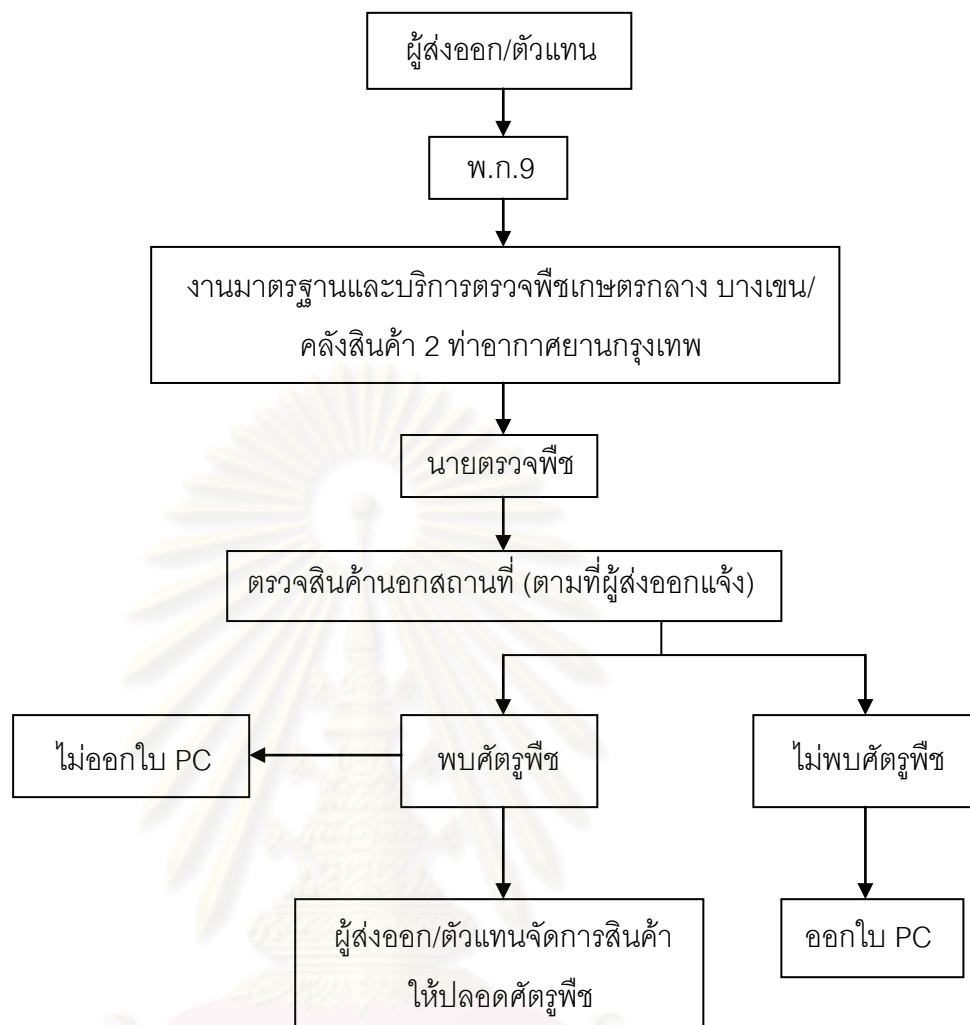 ผู้ส่งออก/ตัวแทน
พ.ก.9
งานมาตรฐานและบริการตรวจพืชเกษตรกลาง บางเขน/
คลังสินค้า 2 ท่าอากาศยานกรุงเทพ
นายตรวจพืช
ตรวจสินค้านอกสถานที่ (ตามที่ผู้ส่งออกแจ้ง)
ไม่ออกใบ PC
พบศัตรูพืช
ไม่พบศัตรูพืช
ผู้ส่งออก/ตัวแทนจัดการสินค้า
ให้ปลอดศัตรูพืช
ออกใบ PC